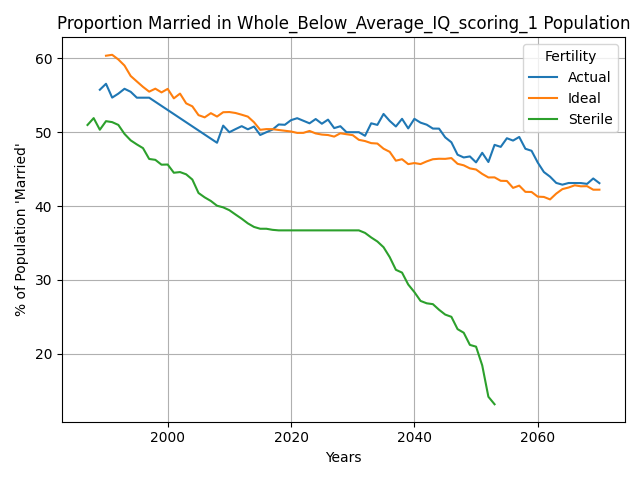 Proportion Married in Whole_Below_Average_IQ_scoring_1 Population
% of Population 'Married'
60
50
40
30
20
2000
2020
2040
2060
Years
Fertility
Actual
Ideal
Sterile